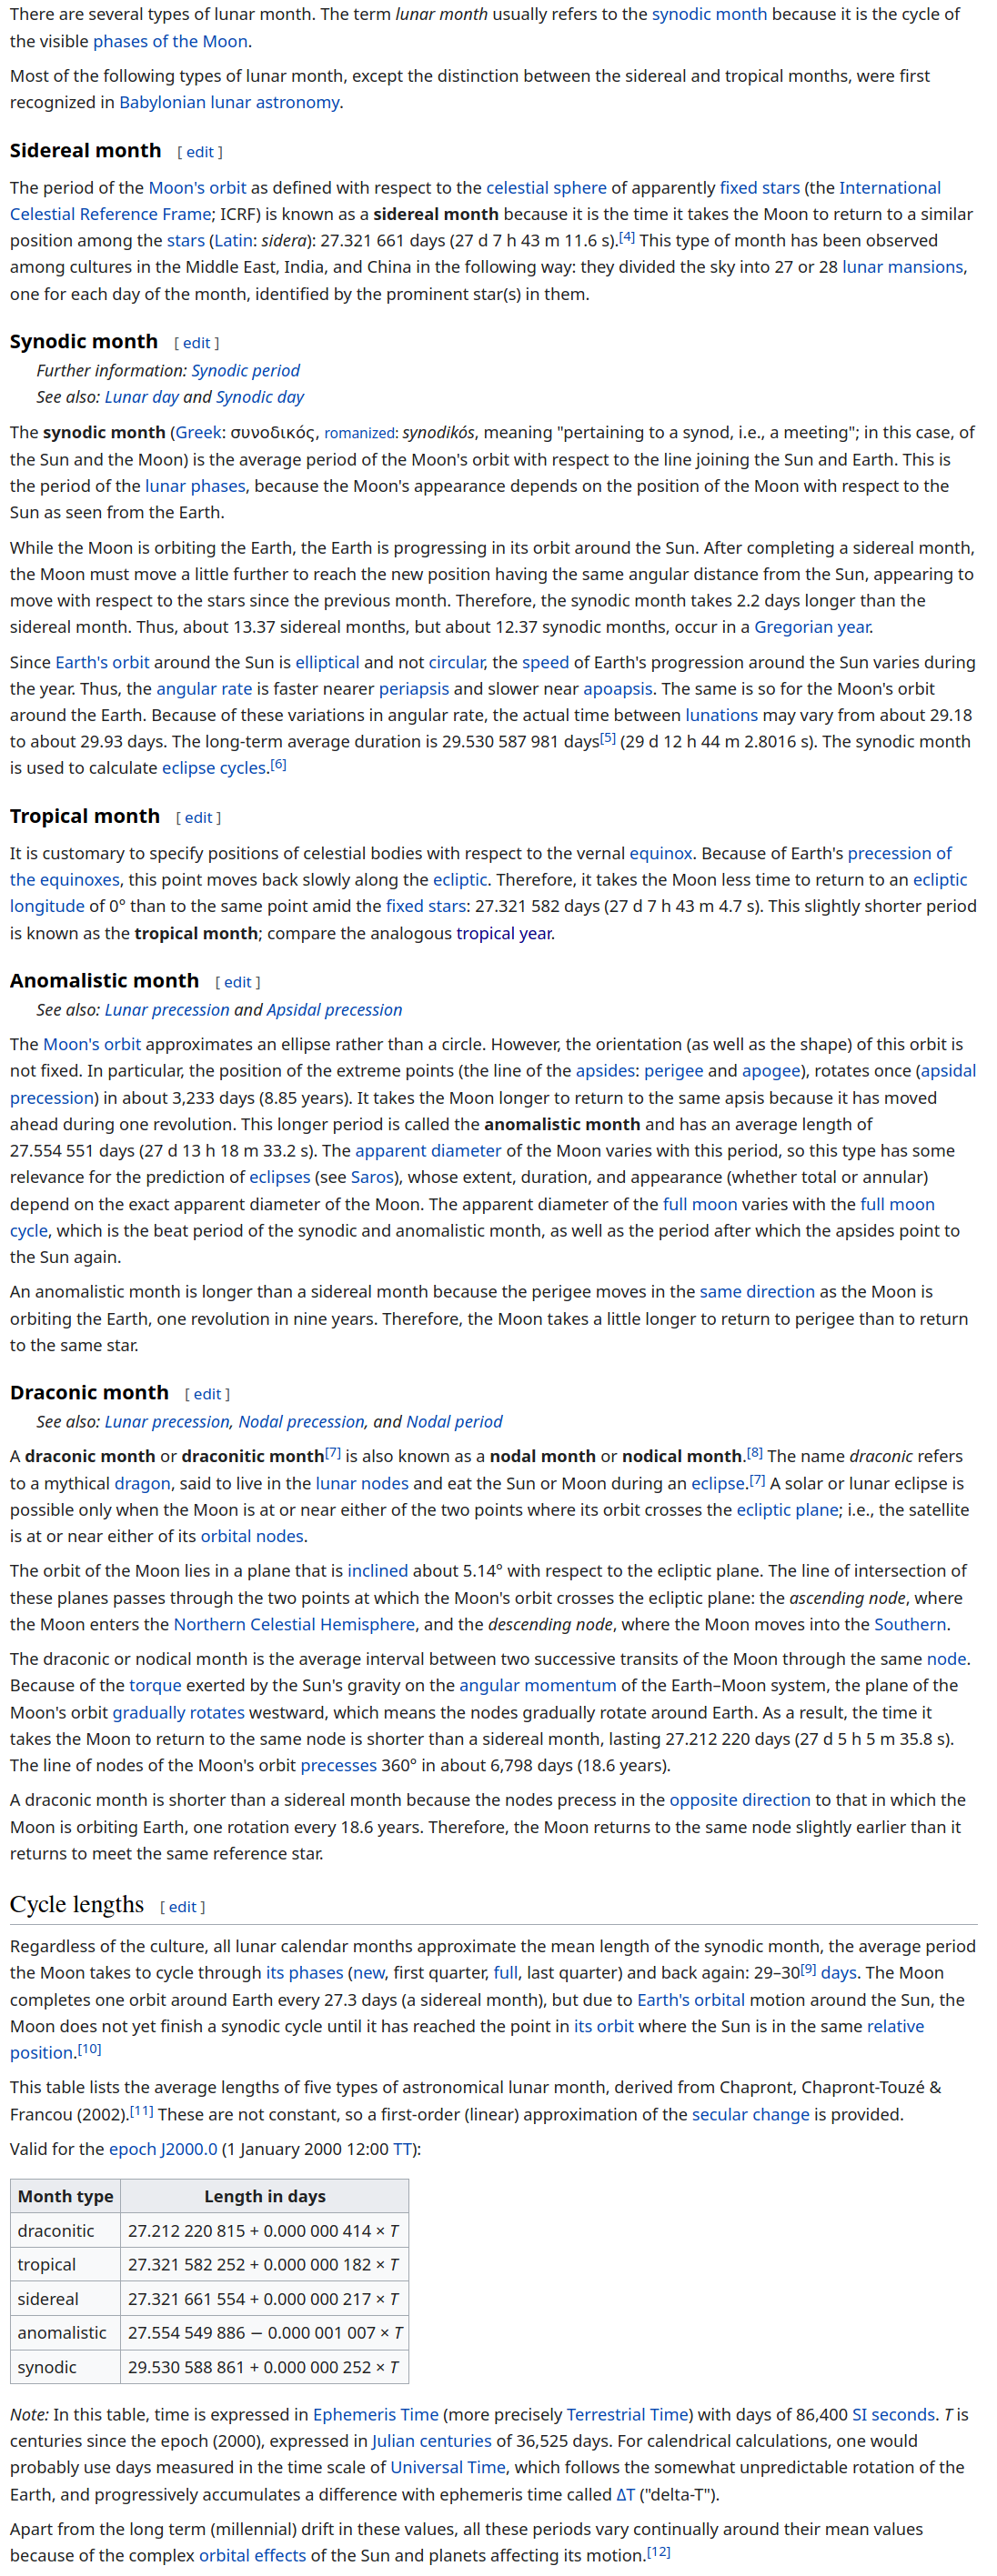 There are several types of lunar month. The term lunar month usually refers to the synodic month because it is the cycle of
the visible phases of the Moon.
Most of the following types of lunar month, except the distinction between the sidereal and tropical months, were first
recognized in Babylonian lunar astronomy.
Sidereal month [ edit ]
The period of the Moon's orbit as defined with respect to the celestial sphere of apparently fixed stars (the International
Celestial Reference Frame; ICRF) is known as a sidereal month because it is the time it takes the Moon to return to a similar
position among the stars (Latin: sidera): 27.321 661 days (27 d 7 h 43 m 11.6 s).[4] This type of month has been observed
among cultures in the Middle East, India, and China in the following way: they divided the sky into 27 or 28 lunar mansions,
one for each day of the month, identified by the prominent star(s) in them.
Synodic month [ edit ]
Further information: Synodic period
See also: Lunar day and Synodic day
The synodic month (Greek: συνοδικός, romanized: synodikós, meaning "pertaining to a synod, i.e., a meeting"; in this case, of
the Sun and the Moon) is the average period of the Moon's orbit with respect to the line joining the Sun and Earth. This is
the period of the lunar phases, because the Moon's appearance depends on the position of the Moon with respect to the
Sun as seen from the Earth.
While the Moon is orbiting the Earth, the Earth is progressing in its orbit around the Sun. After completing a sidereal month,
the Moon must move a little further to reach the new position having the same angular distance from the Sun, appearing to
move with respect to the stars since the previous month. Therefore, the synodic month takes 2.2 days longer than the
sidereal month. Thus, about 13.37 sidereal months, but about 12.37 synodic months, occur in a Gregorian year.
Since Earth's orbit around the Sun is elliptical and not circular, the speed of Earth's progression around the Sun varies during
the year. Thus, the angular rate is faster nearer periapsis and slower near apoapsis. The same is so for the Moon's orbit
around the Earth. Because of these variations in angular rate, the actual time between lunations may vary from about 29.18
to about 29.93 days. The long-term average duration is 29.530 587 981 days[5] (29 d 12 h 44 m 2.8016 s). The synodic month
is used to calculate eclipse cycles.[6]
Tropical month [ edit ]
It is customary to specify positions of celestial bodies with respect to the vernal equinox. Because of Earth's precession of
the equinoxes, this point moves back slowly along the ecliptic. Therefore, it takes the Moon less time to return to an ecliptic
longitude of 0° than to the same point amid the fixed stars: 27.321 582 days (27 d 7 h 43 m 4.7 s). This slightly shorter period
is known as the tropical month; compare the analogous tropical year.
Anomalistic month [ edit ]
See also: Lunar precession and Apsidal precession
The Moon's orbit approximates an ellipse rather than a circle. However, the orientation (as well as the shape) of this orbit is
not fixed. In particular, the position of the extreme points (the line of the apsides: perigee and apogee), rotates once (apsidal
precession) in about 3,233 days (8.85 years). It takes the Moon longer to return to the same apsis because it has moved
ahead during one revolution. This longer period is called the anomalistic month and has an average length of
27.554 551 days (27 d 13 h 18 m 33.2 s). The apparent diameter of the Moon varies with this period, so this type has some
relevance for the prediction of eclipses (see Saros), whose extent, duration, and appearance (whether total or annular)
depend on the exact apparent diameter of the Moon. The apparent diameter of the full moon varies with the full moon
cycle, which is the beat period of the synodic and anomalistic month, as well as the period after which the apsides point to
the Sun again.
An anomalistic month is longer than a sidereal month because the perigee moves in the same direction as the Moon is
orbiting the Earth, one revolution in nine years. Therefore, the Moon takes a little longer to return to perigee than to return
to the same star.
Draconic month [ edit ]
See also: Lunar precession, Nodal precession, and Nodal period
A draconic month or draconitic month[7] is also known as a nodal month or nodical month.[8] The name draconic refers
to a mythical dragon, said to live in the lunar nodes and eat the Sun or Moon during an eclipse.[7] A solar or lunar eclipse is
possible only when the Moon is at or near either of the two points where its orbit crosses the ecliptic plane; i.e., the satellite
is at or near either of its orbital nodes.
The orbit of the Moon lies in a plane that is inclined about 5.14° with respect to the ecliptic plane. The line of intersection of
these planes passes through the two points at which the Moon's orbit crosses the ecliptic plane: the ascending node, where
the Moon enters the Northern Celestial Hemisphere, and the descending node, where the Moon moves into the Southern.
The draconic or nodical month is the average interval between two successive transits of the Moon through the same node.
Because of the torque exerted by the Sun's gravity on the angular momentum of the Earth–Moon system, the plane of the
Moon's orbit gradually rotates westward, which means the nodes gradually rotate around Earth. As a result, the time it
takes the Moon to return to the same node is shorter than a sidereal month, lasting 27.212 220 days (27 d 5 h 5 m 35.8 s).
The line of nodes of the Moon's orbit precesses 360° in about 6,798 days (18.6 years).
A draconic month is shorter than a sidereal month because the nodes precess in the opposite direction to that in which the
Moon is orbiting Earth, one rotation every 18.6 years. Therefore, the Moon returns to the same node slightly earlier than it
returns to meet the same reference star.
Cycle lengths [ edit ]
Regardless of the culture, all lunar calendar months approximate the mean length of the synodic month, the average period
the Moon takes to cycle through its phases (new, first quarter, full, last quarter) and back again: 29–30[9] days. The Moon
completes one orbit around Earth every 27.3 days (a sidereal month), but due to Earth's orbital motion around the Sun, the
Moon does not yet finish a synodic cycle until it has reached the point in its orbit where the Sun is in the same relative
position.[10]
This table lists the average lengths of five types of astronomical lunar month, derived from Chapront, Chapront-Touzé &
Francou (2002).[11] These are not constant, so a first-order (linear) approximation of the secular change is provided.
Valid for the epoch J2000.0 (1 January 2000 12:00 TT):
Month type Length in days
draconitic 27.212 220 815 + 0.000 000 414 × T
tropical 27.321 582 252 + 0.000 000 182 × T
sidereal 27.321 661 554 + 0.000 000 217 × T
anomalistic 27.554 549 886 − 0.000 001 007 × T
synodic 29.530 588 861 + 0.000 000 252 × T
Note: In this table, time is expressed in Ephemeris Time (more precisely Terrestrial Time) with days of 86,400 SI seconds. T is
centuries since the epoch (2000), expressed in Julian centuries of 36,525 days. For calendrical calculations, one would
probably use days measured in the time scale of Universal Time, which follows the somewhat unpredictable rotation of the
Earth, and progressively accumulates a difference with ephemeris time called ΔT ("delta-T").
Apart from the long term (millennial) drift in these values, all these periods vary continually around their mean values
because of the complex orbital effects of the Sun and planets affecting its motion.[12]